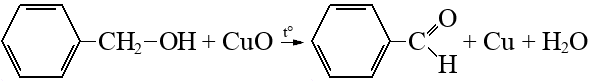 CH₂–OH + CuO t° → C O H + Cu + H₂O